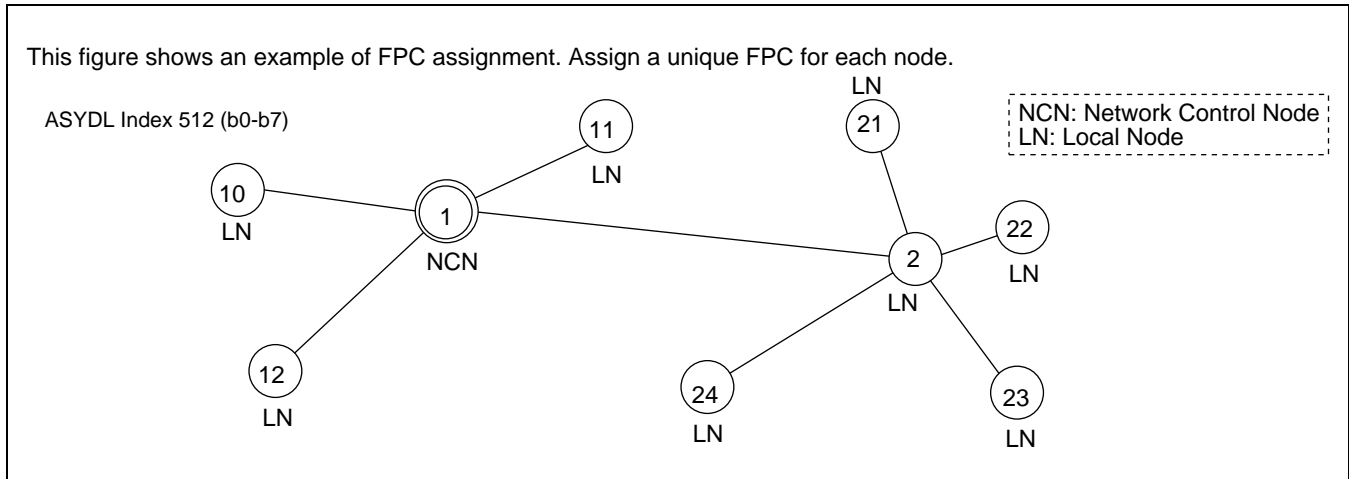 This figure shows an example of FPC assignment. Assign a unique FPC for each node.
ASYDL Index 512 (b0-b7)
NCN: Network Control Node
LN: Local Node
10
LN
1
NCN
11
LN
12
LN
LN
21
22
LN
2
LN
24
LN
23
LN